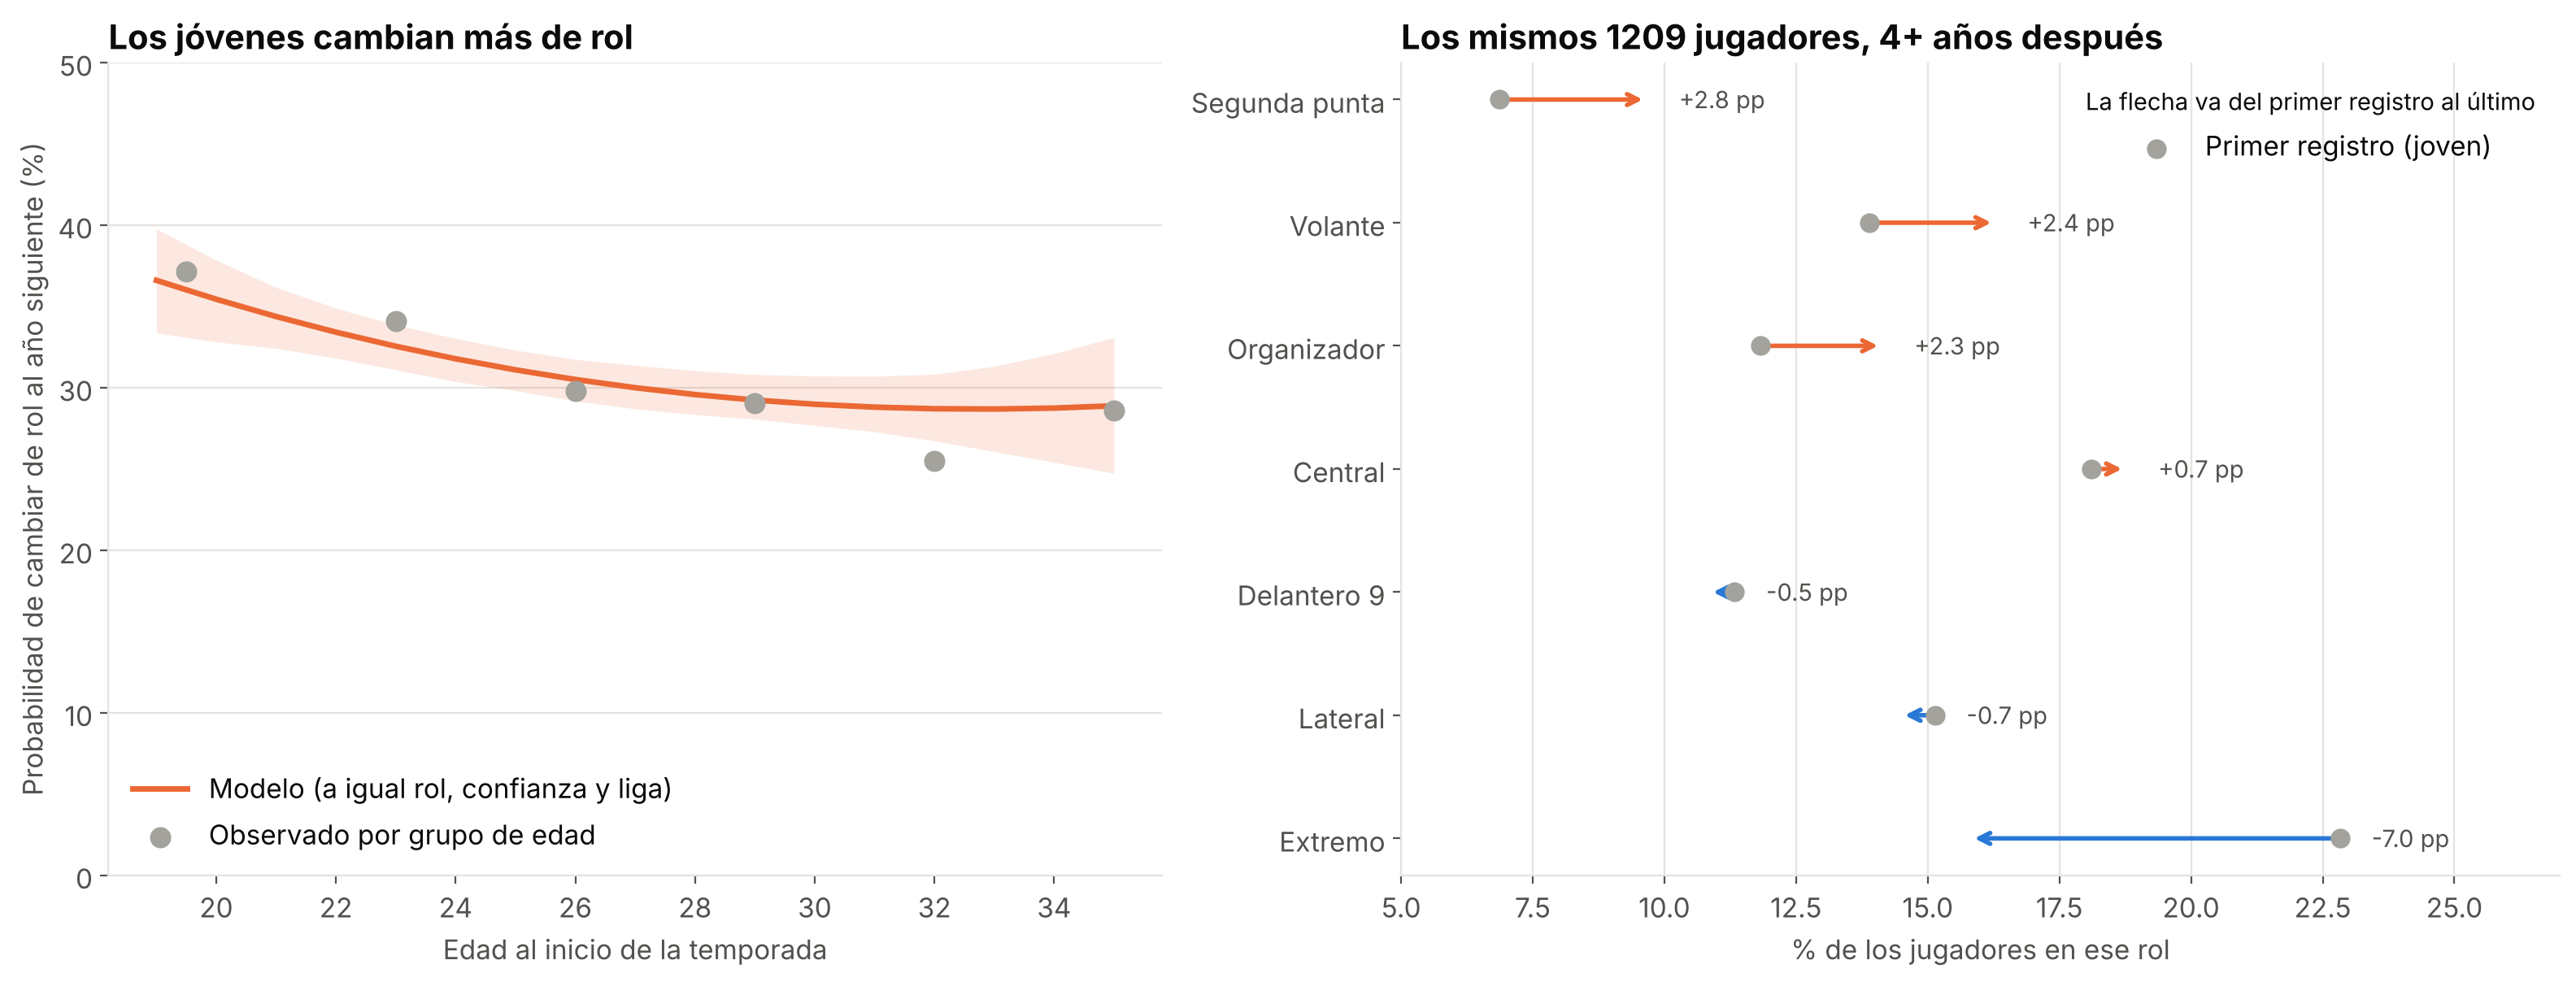 Los jóvenes cambian más de rol
Probabilidad de cambiar de rol al año siguiente (%)
50
40
30
20
10
0
Modelo (a igual rol, confianza y liga)
Observado por grupo de edad
20 22 24 26 28 30 32 34
Edad al inicio de la temporada
Los mismos 1209 jugadores, 4+ años después
La flecha va del primer registro al último
Primer registro (joven)
Segunda punta +2.8 pp
Volante +2.4 pp
Organizador +2.3 pp
Central +0.7 pp
Delantero 9 -0.5 pp
Lateral -0.7 pp
Extremo -7.0 pp
5.0 7.5 10.0 12.5 15.0 17.5 20.0 22.5 25.0
% de los jugadores en ese rol